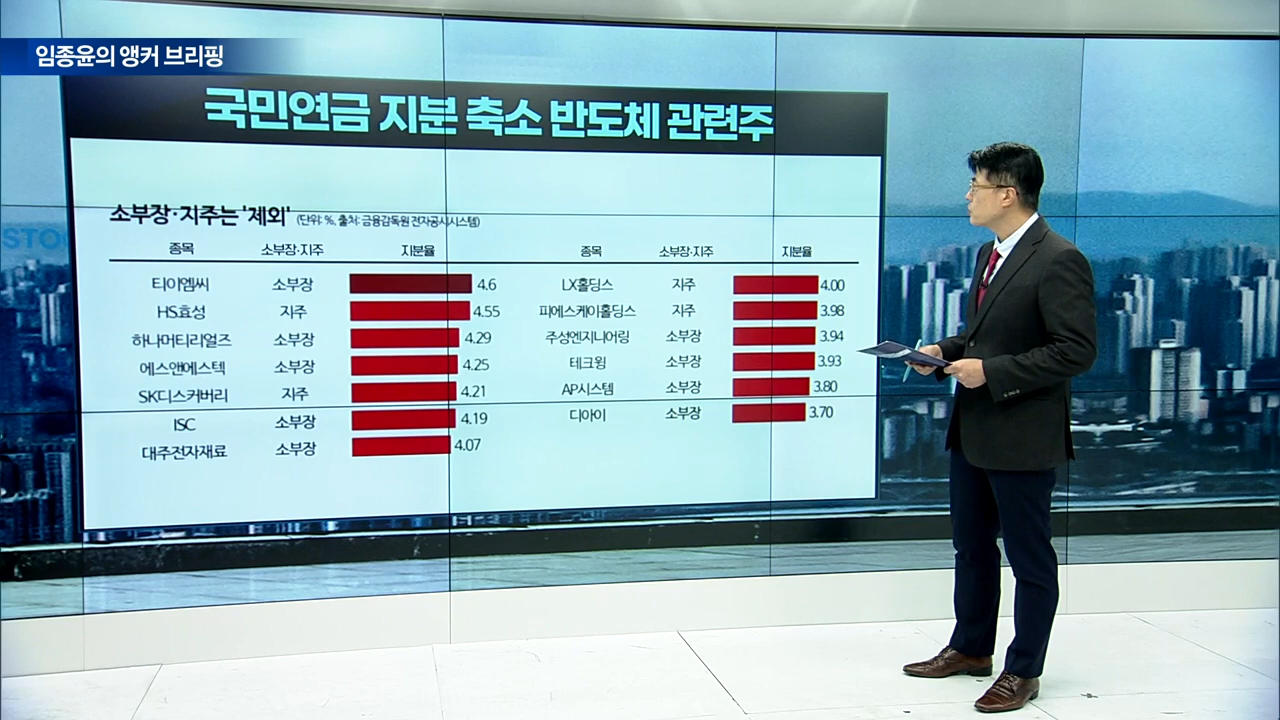 임종윤의 앵커 브리핑
국민연금 지분 축소 반도체 관련주
소부장·지주는 '제외' (단위: %, 출처: 금융감독원 전자공시시스템)
종목 소부장·지주 지분율 종목 소부장·지주 지분율
티이엠씨 소부장 4.6 LX홀딩스 지주 4.00
HS효성 지주 4.55 피에스케이홀딩스 지주 3.98
하나머티리얼즈 소부장 4.29 주성엔지니어링 소부장 3.94
에스앤에스텍 소부장 4.25 테크윙 소부장 3.93
SK디스커버리 지주 4.21 AP시스템 소부장 3.80
ISC 소부장 4.19 디아이 소부장 3.70
대주전자재료 소부장 4.07